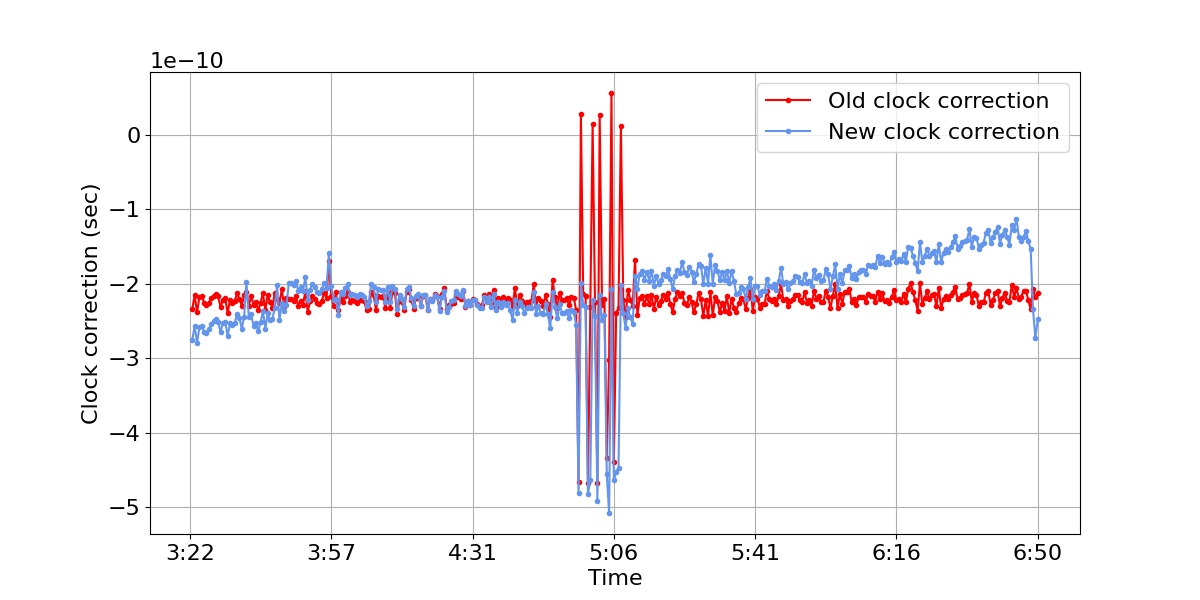 1e−10
Old clock correction
New clock correction
0
−1
−2
−3
−4
−5
Clock correction (sec)
3:22 3:57 4:31 5:06 5:41 6:16 6:50
Time